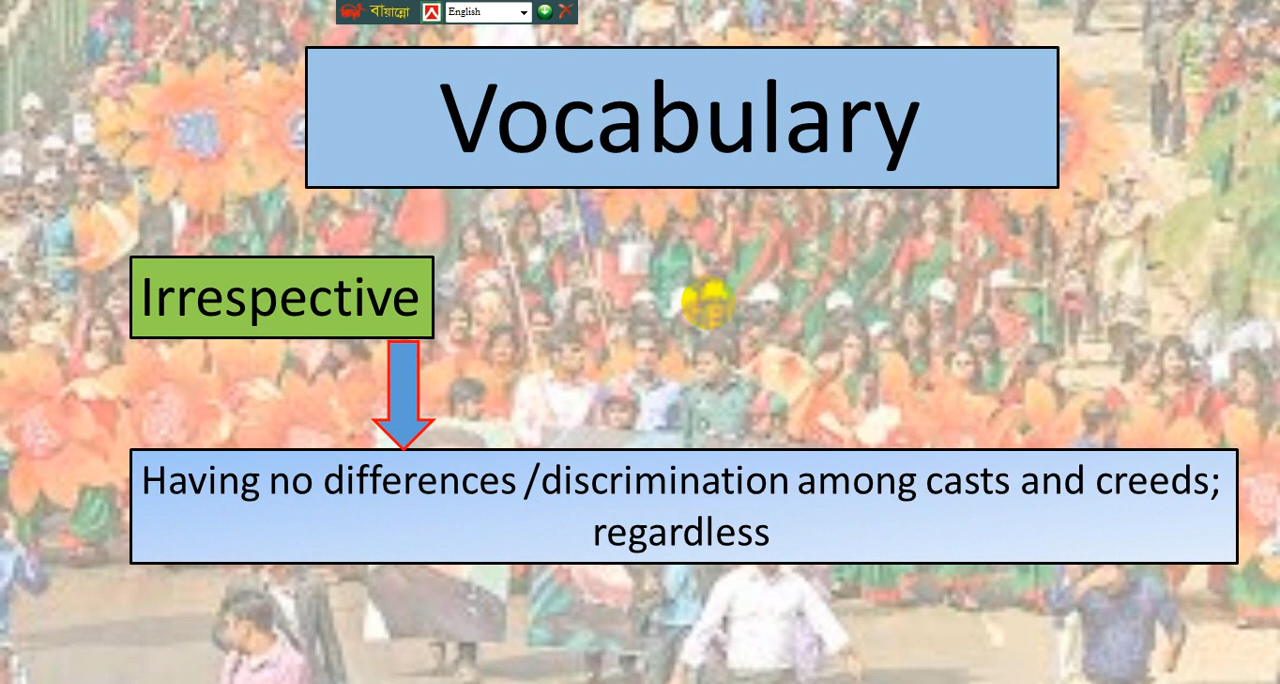 বাঁয়ান্নো English
Vocabulary
Irrespective
Having no differences /discrimination among casts and creeds;
regardless